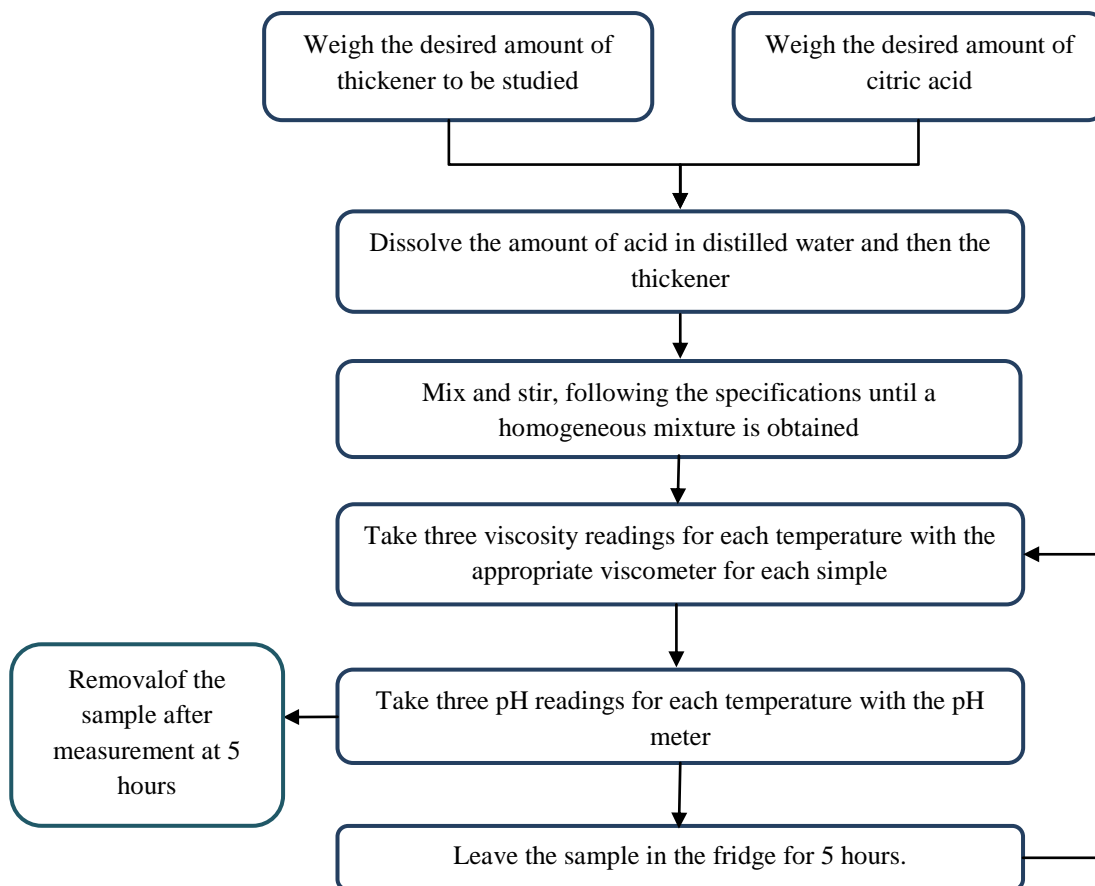 Weigh the desired amount of
thickener to be studied
Weigh the desired amount of
citric acid
Dissolve the amount of acid in distilled water and then the
thickener
Mix and stir, following the specifications until a
homogeneous mixture is obtained
Take three viscosity readings for each temperature with the
appropriate viscometer for each simple
Removalof the
sample after
measurement at 5
hours
Take three pH readings for each temperature with the pH
meter
Leave the sample in the fridge for 5 hours.